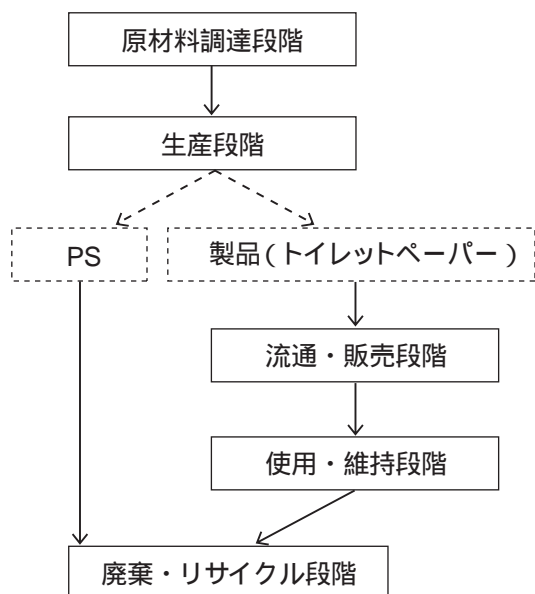 原材料調達段階
生産段階
PS
製品(トイレットペーパー)
流通・販売段階
使用・維持段階
廃棄・リサイクル段階